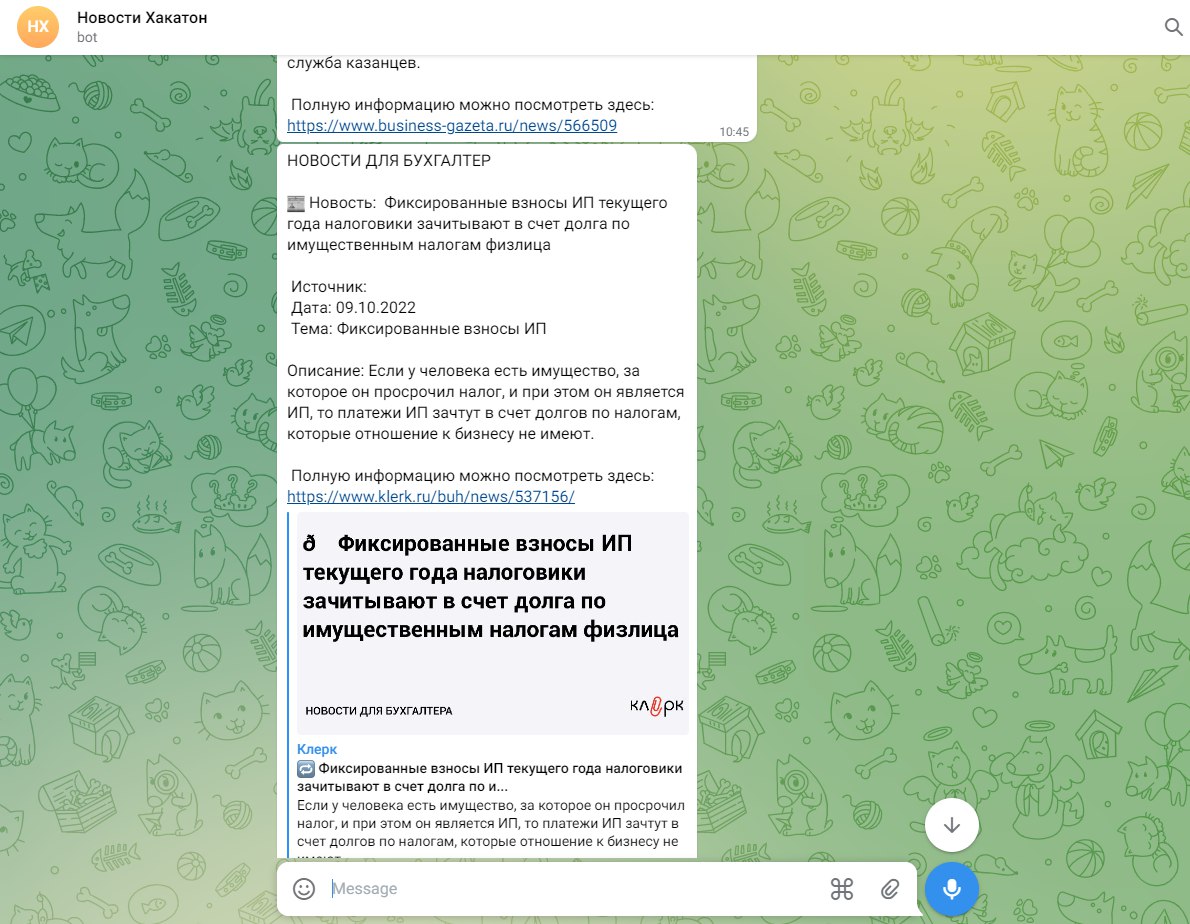 НХ
Новости Хакатон
bot
служба казанцев.
Полную информацию можно посмотреть здесь:
https://www.business-gazeta.ru/news/566509
10:45
НОВОСТИ ДЛЯ БУХГАЛТЕР
Новость: Фиксированные взносы ИП текущего
года налоговики зачитывают в счет долга по
имущественным налогам физлица
Источник:
Дата: 09.10.2022
Тема: Фиксированные взносы ИП
Описание: Если у человека есть имущество, за
которое он просрочил налог, и при этом он является
ИП, то платежи ИП зачтут в счет долгов по налогам,
которые отношение к бизнесу не имеют.
Полную информацию можно посмотреть здесь:
https://www.klerk.ru/buh/news/537156/
ð Фиксированные взносы ИП
текущего года налоговики
зачитывают в счет долга по
имущественным налогам физлица
НОВОСТИ ДЛЯ БУХГАЛТЕРА
КЛЕРК
Клерк
Фиксированные взносы ИП текущего года налоговики
зачитывают в счет долга по и...
Если у человека есть имущество, за которое он просрочил
налог, и при этом он является ИП, то платежи ИП зачтут в
счет долгов по налогам, которые отношение к бизнесу не
Message